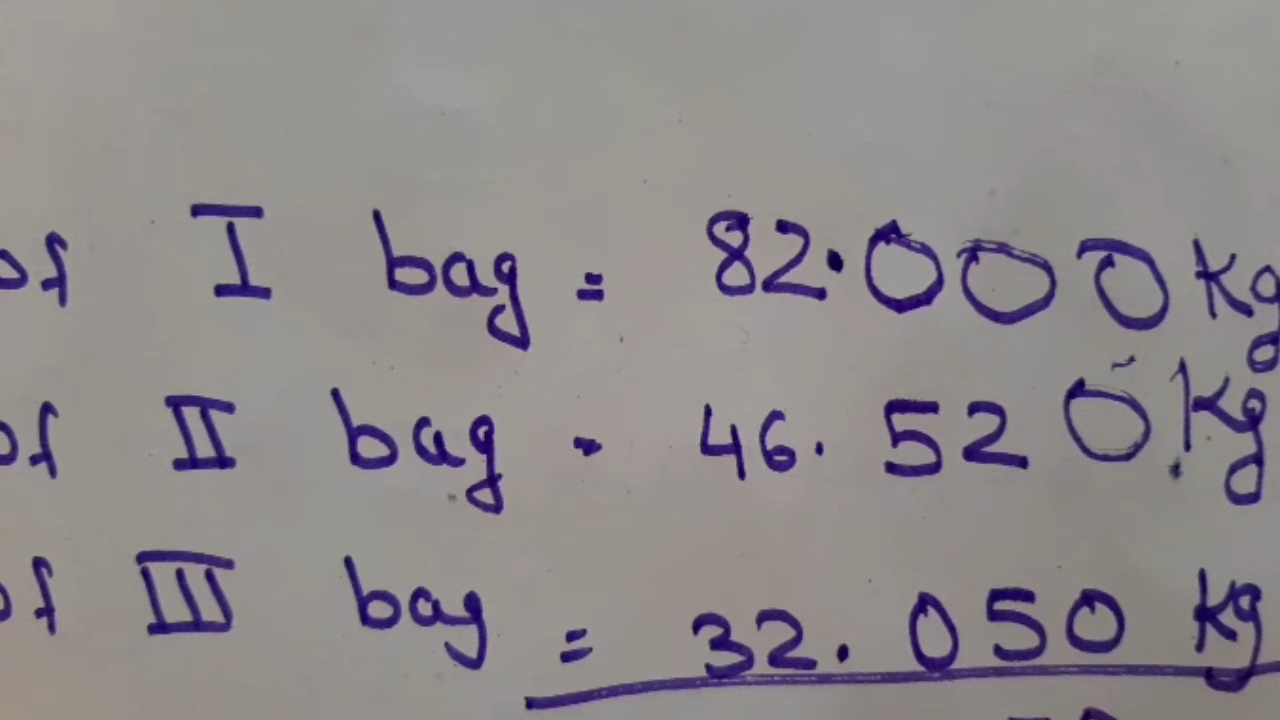 of I bag = 82.000 Kg
of II bag = 46.520 Kg
of III bag = 32.050 Kg